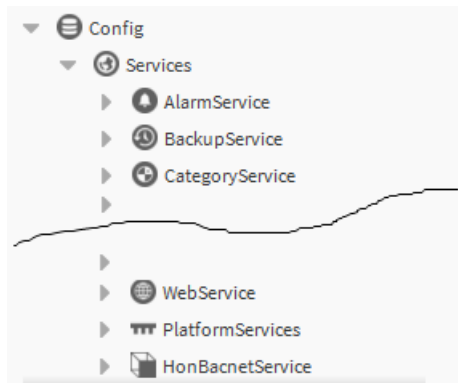 Config
Services
AlarmService
BackupService
CategoryService
WebService
PlatformServices
HonBacnetService